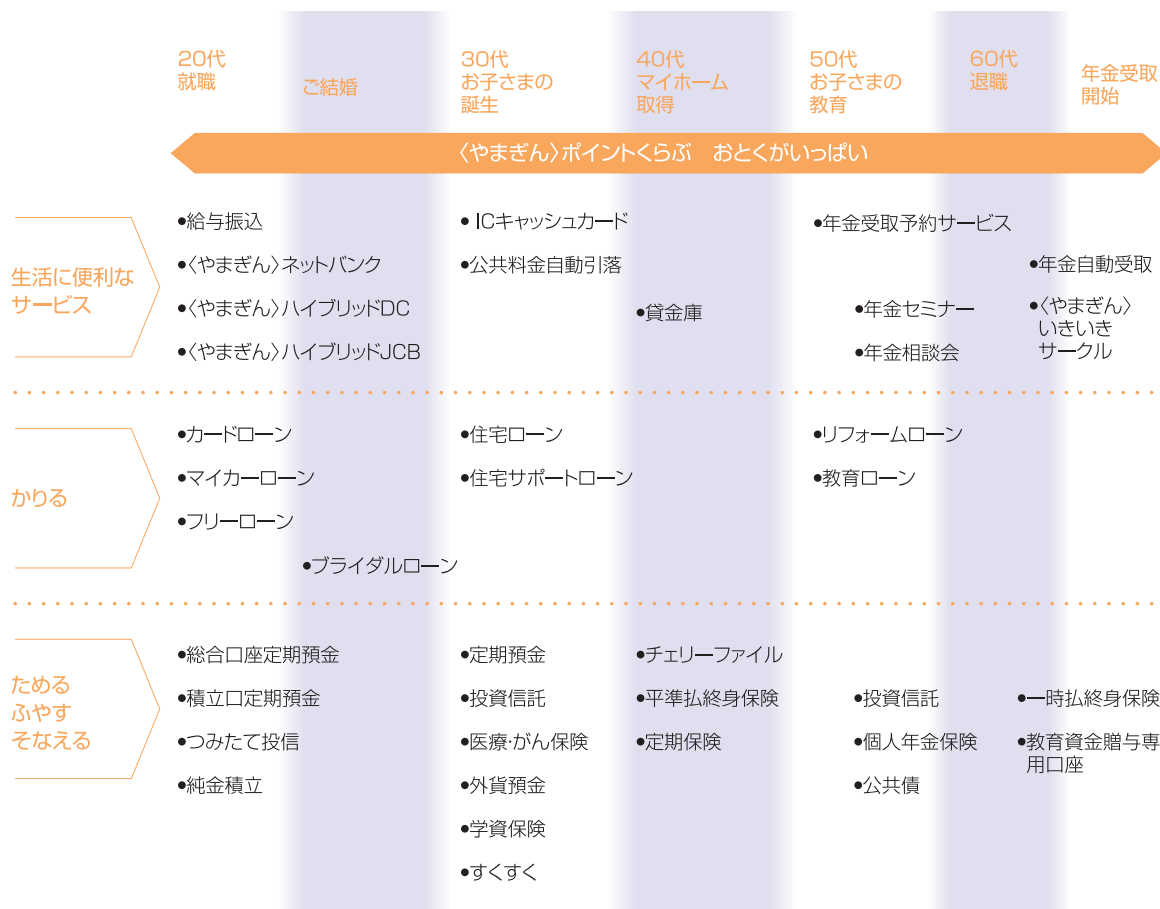 20代
就職
ご結婚
30代
お子さまの
誕生
40代
マイホーム
取得
50代
お子さまの
教育
60代
退職
年金受取
開始
〈やまぎん〉ポイントくらぶ　おとくがいっぱい
生活に便利な
サービス
●給与振込
●〈やまぎん〉ネットバンク
●〈やまぎん〉ハイブリッドDC
●〈やまぎん〉ハイブリッドJCB
●ICキャッシュカード
●公共料金自動引落
●貸金庫
●年金受取予約サービス
●年金セミナー
●年金相談会
●年金自動受取
●〈やまぎん〉
いきいき
サークル
かりる
●カードローン
●マイカーローン
●フリーローン
●ブライダルローン
●住宅ローン
●住宅サポートローン
●リフォームローン
●教育ローン
ためる
ふやす
そなえる
●総合口座定期預金
●積立口定期預金
●つみたて投信
●純金積立
●定期預金
●投資信託
●医療・がん保険
●外貨預金
●学資保険
●すくすく
●チェリーファイル
●平準払終身保険
●定期保険
●投資信託
●個人年金保険
●公共債
●一時払終身保険
●教育資金贈与専
用口座